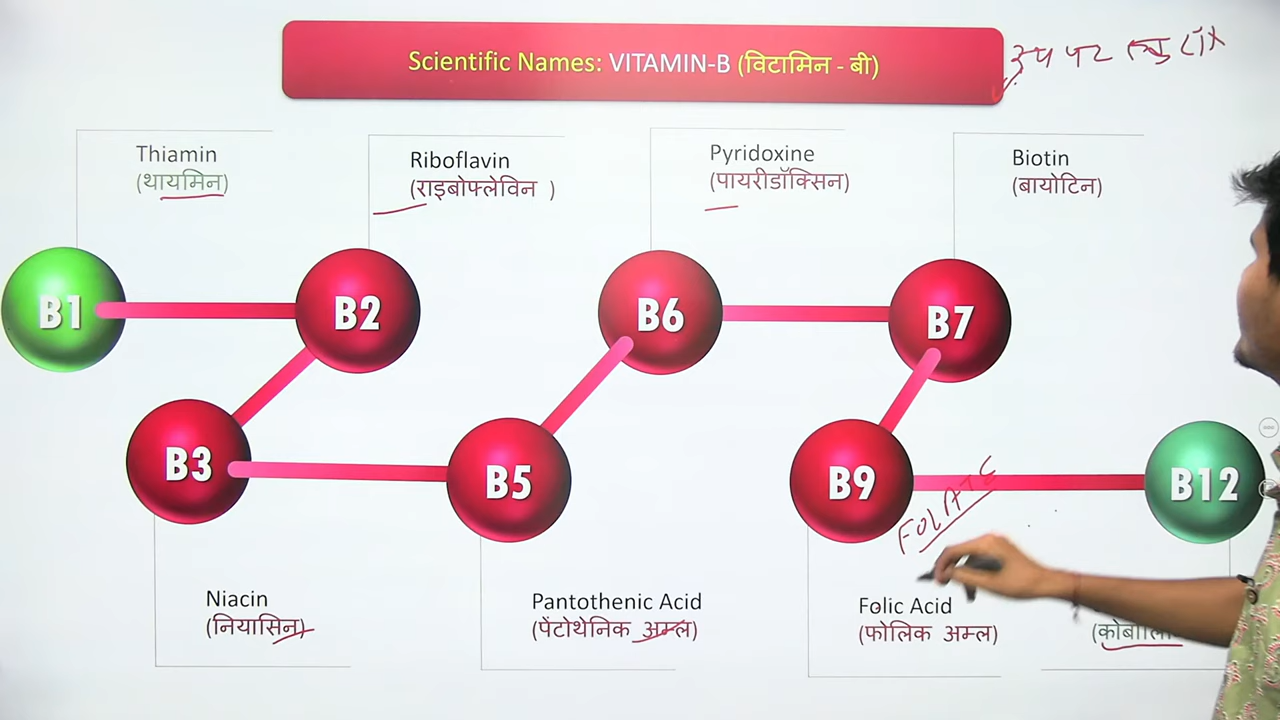 Scientific Names: VITAMIN-B (विटामिन - बी)
Thiamin
(थायमिन)
Riboflavin
(राइबोफ्लेविन )
Pyridoxine
(पायरीडॉक्सिन)
Biotin
(बायोटिन)
B1
B2
B6
B7
B3
B5
B9
B12
FOLATE
Niacin
(नियासिन)
Pantothenic Acid
(पेंटोथेनिक अम्ल)
Folic Acid
(फोलिक अम्ल)